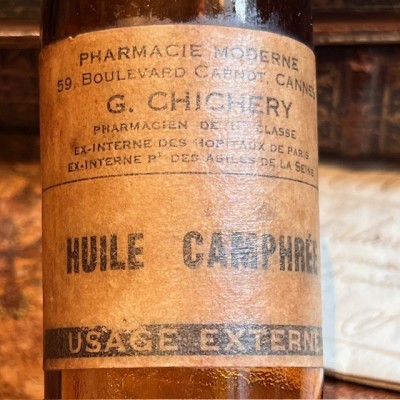 PHARMACIE MODERNE
59, BOULEVARD CARNOT, CANNES
G. CHICHERY
PHARMACIEN DE 1re CLASSE
EX-INTERNE DES HOPITAUX DE PARIS
EX-INTERNE Pr DES ASILES DE LA SEINE
HUILE CAMPHRÉE
USAGE EXTERNE